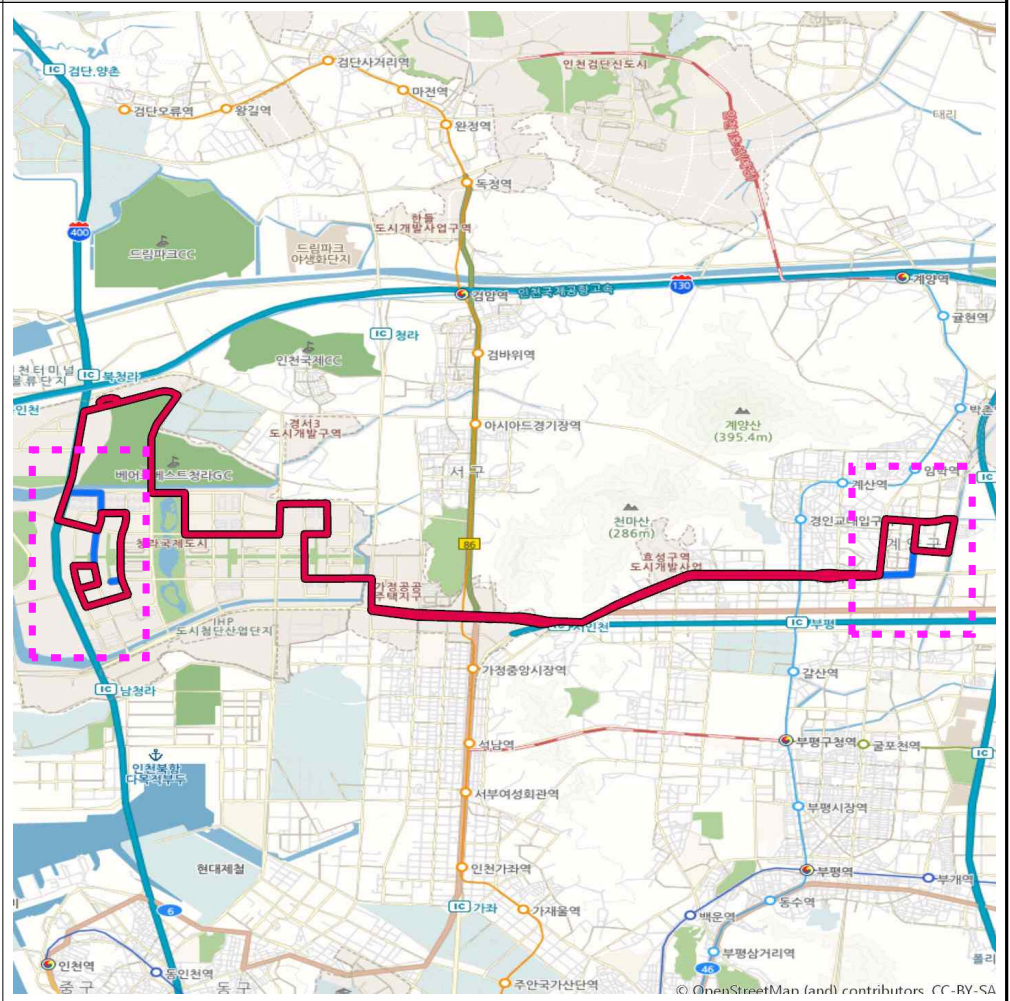 검단사거리역
인천검단신도시
IC 검단.양촌
마전역
검단오류역
왕길역
대리
완정역
독정역
한들
도시개발사업구역
400
드림파크CC
드림파크
야생화단지
계양역
검암역
인천국제공항고속
130
귤현역
IC 청라
검바위역
인천국제CC
천터미널
물류단지
IC 북청라
인천
박촌
경서3
도시개발구역
아시아드경기장역
계양산
(395.4m)
베어즈베스트청라GC
서구
임학역
계산역
IC
천마산
(286m)
경인교대입구
계양구
청라국제도시
86
효성구역
도시개발사업
가정공공
주택지구
IHP
도시첨단산업단지
서인천
IC 부평
가정중앙시장역
갈산역
IC 남청라
석남역
부평구청역
굴포천역
IC
인천북항
다목적부두
서부여성회관역
부평시장역
현대제철
인천가좌역
부평역
부개역
동수역
IC 가좌
가재울역
백운역
6
부평삼거리역
폴리
인천역
동인천역
46
중구
동구
주안국가산단역
© OpenStreetMap (and) contributors, CC-BY-SA